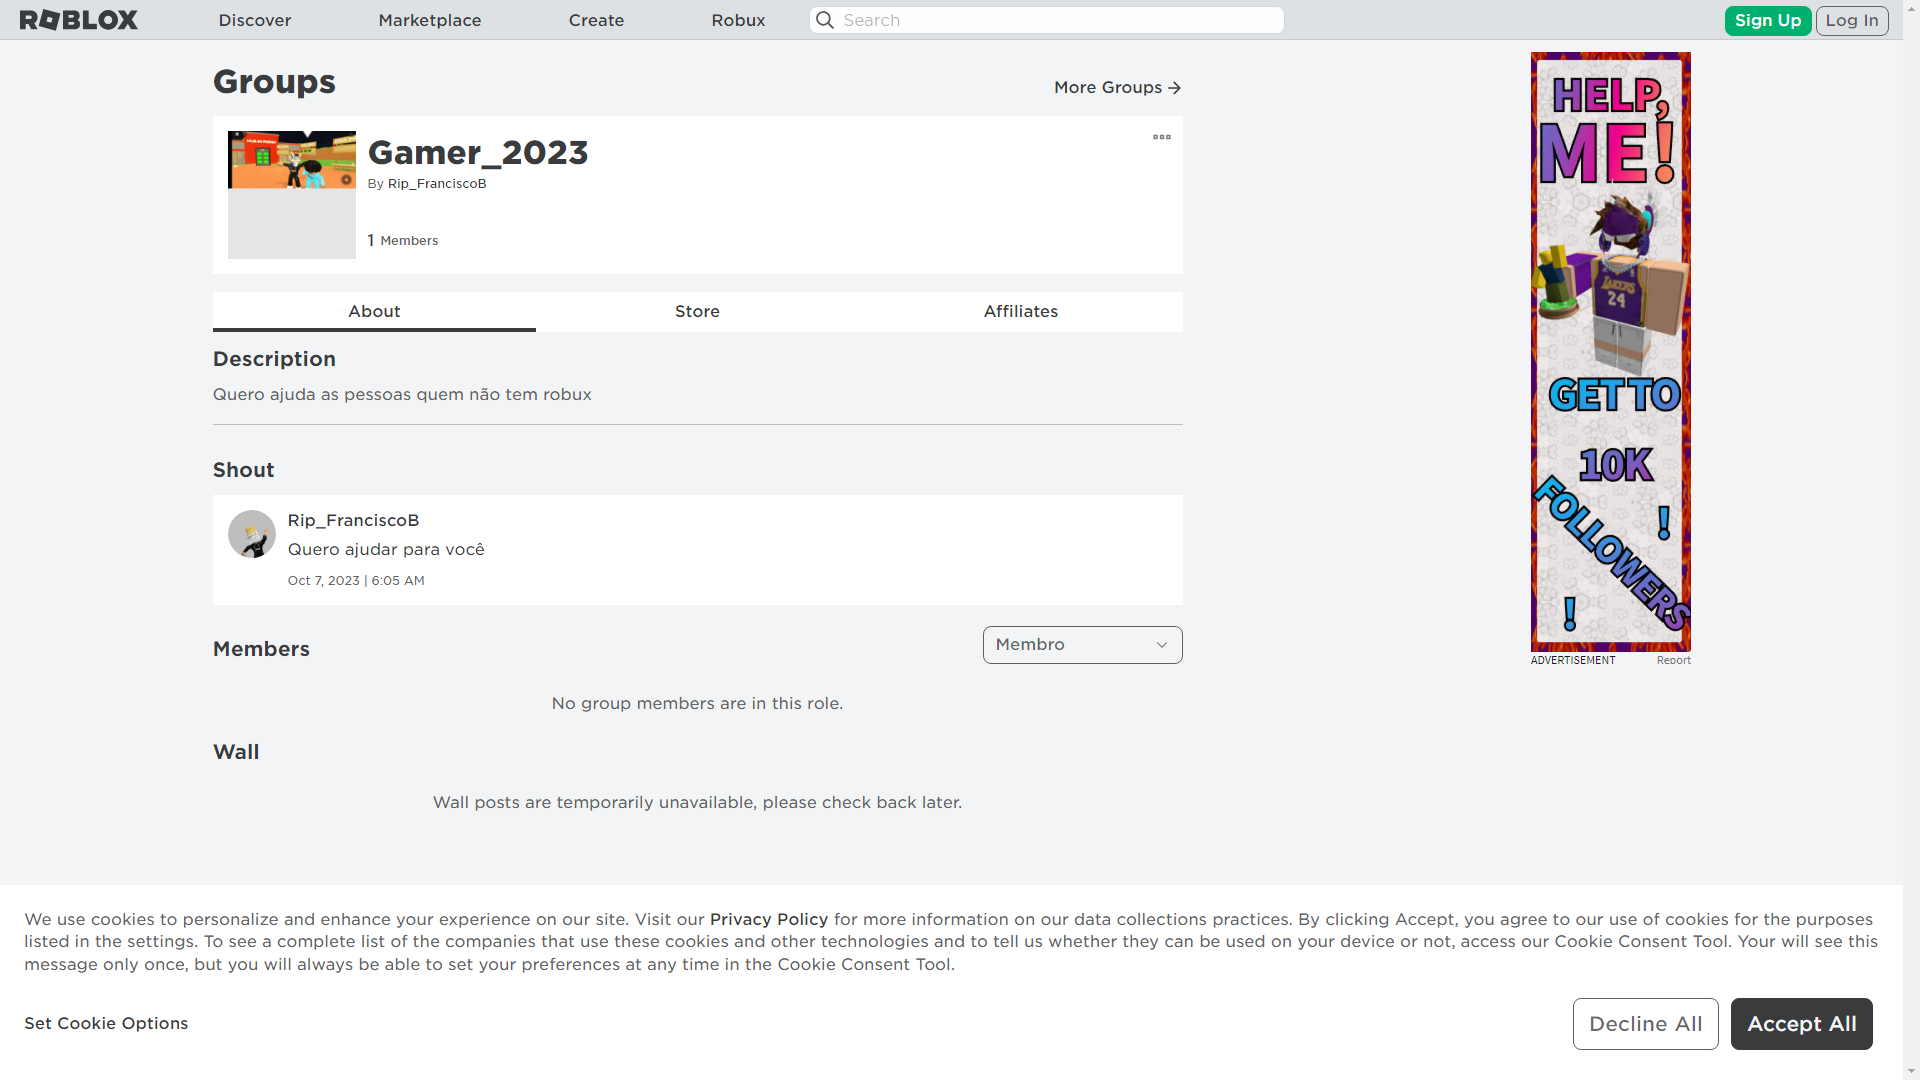 ROBLOX
Discover
Marketplace
Create
Robux
Search
Sign Up
Log In
Groups
More Groups
Gamer_2023
By Rip_FranciscoB
1 Members
About
Store
Affiliates
Description
Quero ajuda as pessoas quem não tem robux
Shout
Rip_FranciscoB
Quero ajudar para você
Oct 7, 2023 | 6:05 AM
Members
Membro
No group members are in this role.
Wall
Wall posts are temporarily unavailable, please check back later.
HELP,
ME!
LAKERS
24
GET TO
10K
FOLLOWERS
!
!
ADVERTISEMENT
Report
We use cookies to personalize and enhance your experience on our site. Visit our Privacy Policy for more information on our data collections practices. By clicking Accept, you agree to our use of cookies for the purposes
listed in the settings. To see a complete list of the companies that use these cookies and other technologies and to tell us whether they can be used on your device or not, access our Cookie Consent Tool. Your will see this
message only once, but you will always be able to set your preferences at any time in the Cookie Consent Tool.
Set Cookie Options
Decline All
Accept All